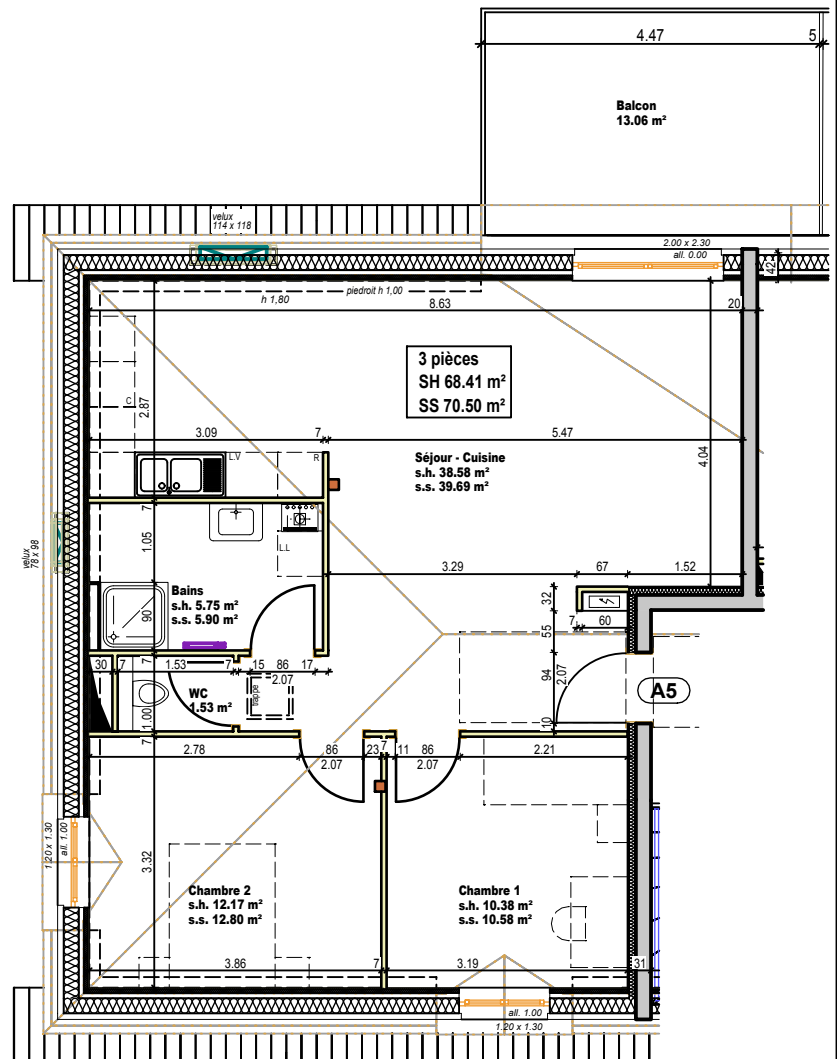 4.47
5
Balcon
13.06 m²
velux
114 x 118
2.00 x 2.30
all. 0.00
42
piedroit h 1,00
h 1,80
8.63
20
3 pièces
SH 68.41 m²
SS 70.50 m²
C
2.87
3.09
7
5.47
L.V
R
Séjour - Cuisine
s.h. 38.58 m²
s.s. 39.69 m²
4.04
7
1.05
L.L
velux
78 x 98
3.29
67
1.52
Bains
s.h. 5.75 m²
s.s. 5.90 m²
90
32
7
60
55
7
30
7
1.53
7
15
86
17
2.07
94
2.07
A5
WC
1.53 m²
trappe
1.00
10
7
2.78
86
2.07
23
7
11
86
2.07
2.21
1.20 x 1.30
all. 1.00
3.32
Chambre 2
s.h. 12.17 m²
s.s. 12.80 m²
Chambre 1
s.h. 10.38 m²
s.s. 10.58 m²
3.86
7
3.19
31
all. 1.00
1.20 x 1.30